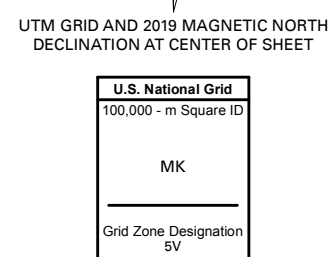 UTM GRID AND 2019 MAGNETIC NORTH
DECLINATION AT CENTER OF SHEET
U.S. National Grid
100,000 - m Square ID
MK
Grid Zone Designation
5V